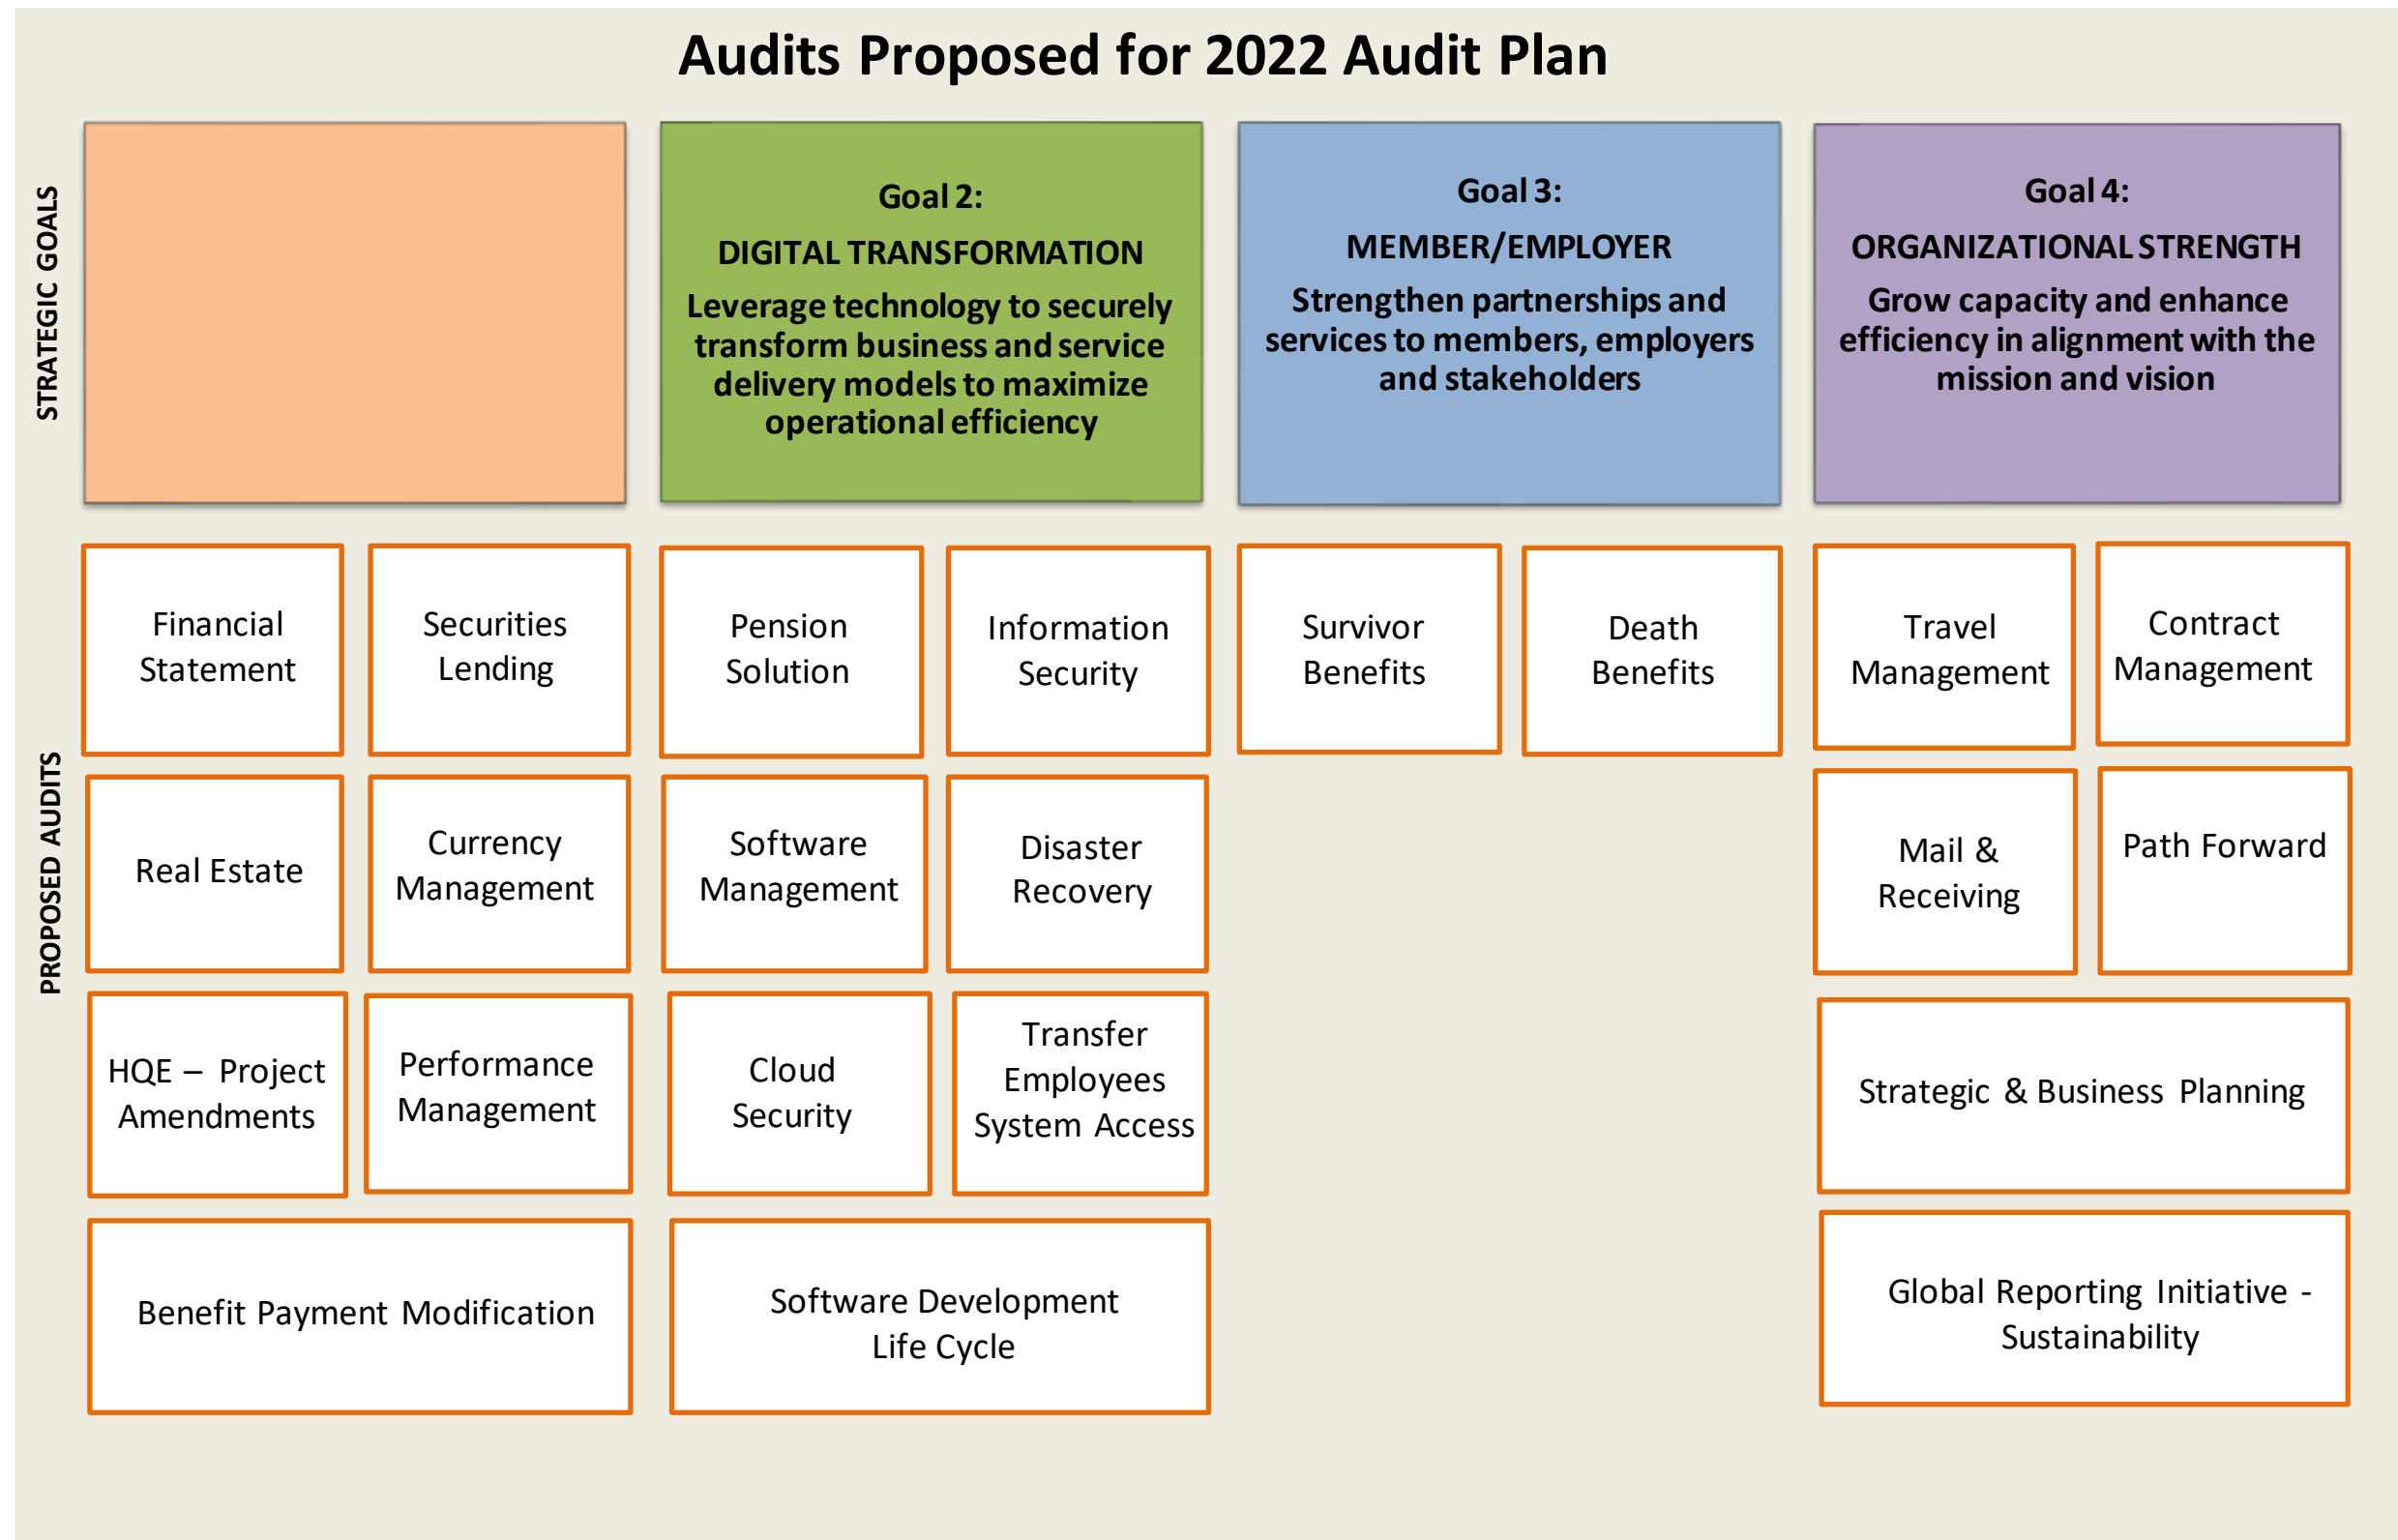 Audits Proposed for 2022 Audit Plan
STRATEGIC GOALS
Goal 2:
DIGITAL TRANSFORMATION
Leverage technology to securely
transform business and service
delivery models to maximize
operational efficiency
Goal 3:
MEMBER/EMPLOYER
Strengthen partnerships and
services to members, employers
and stakeholders
Goal 4:
ORGANIZATIONAL STRENGTH
Grow capacity and enhance
efficiency in alignment with the
mission and vision
PROPOSED AUDITS
Financial
Statement
Securities
Lending
Pension
Solution
Information
Security
Survivor
Benefits
Death
Benefits
Travel
Management
Contract
Management
Real Estate
Currency
Management
Software
Management
Disaster
Recovery
Mail &
Receiving
Path Forward
HQE – Project
Amendments
Performance
Management
Cloud
Security
Transfer
Employees
System Access
Strategic & Business Planning
Benefit Payment Modification
Software Development
Life Cycle
Global Reporting Initiative -
Sustainability